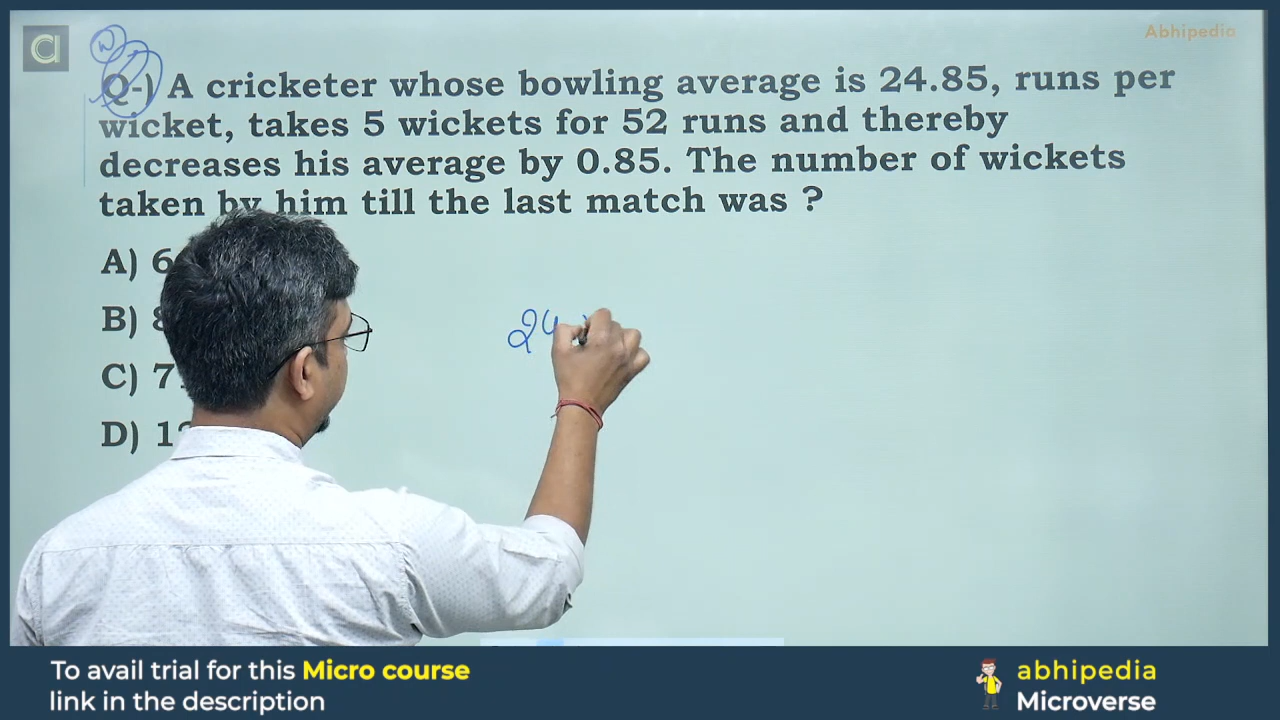 Abhipedia
Q-) A cricketer whose bowling average is 24.85, runs per
wicket, takes 5 wickets for 52 runs and thereby
decreases his average by 0.85. The number of wickets
taken by him till the last match was ?
A) 6
B) 8
C) 7
D) 1
24
To avail trial for this Micro course
link in the description
abhipedia
Microverse